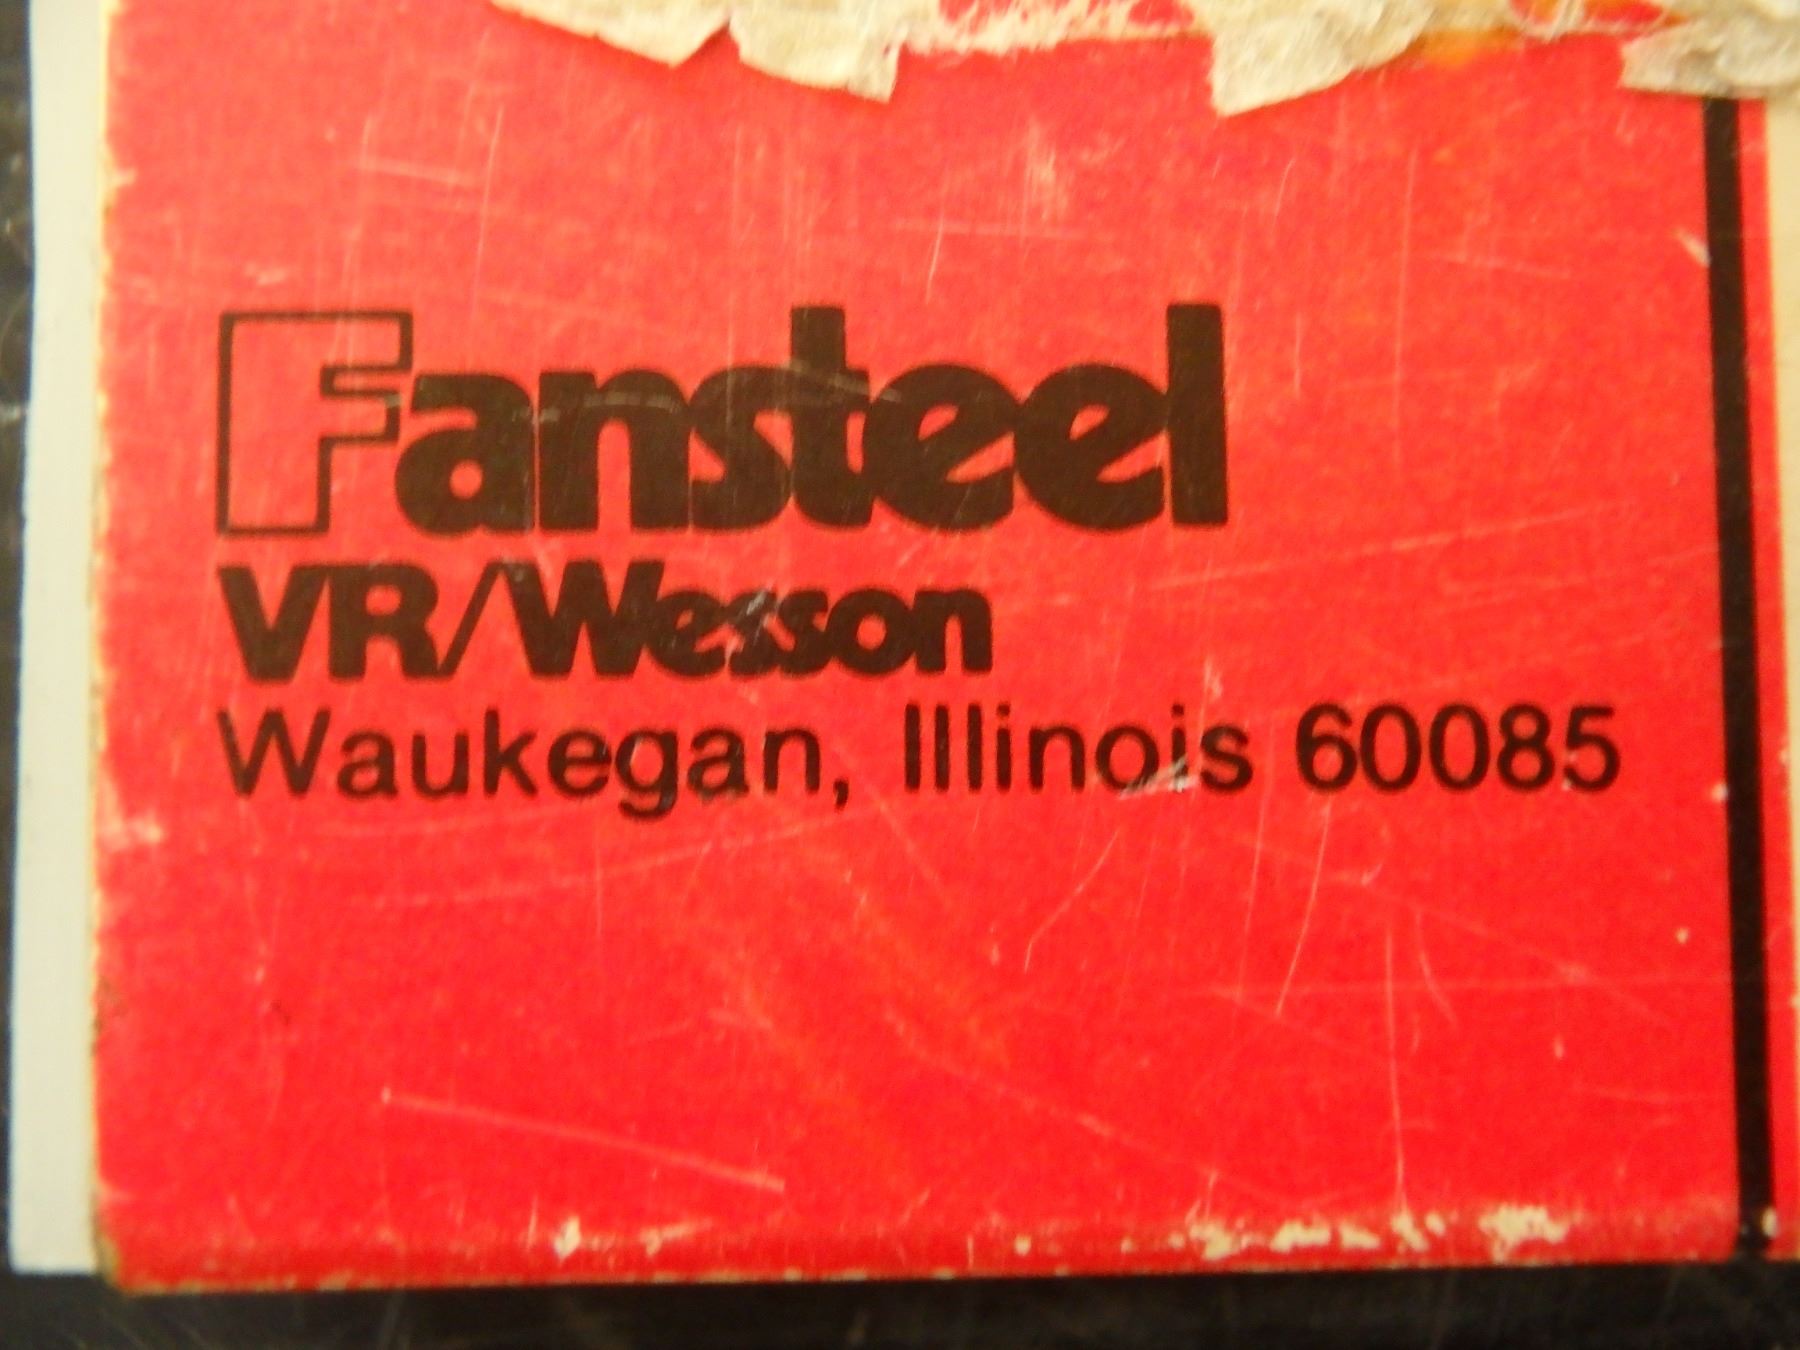 Fansteel
VR/Wesson
Waukegan, Illinois 60085